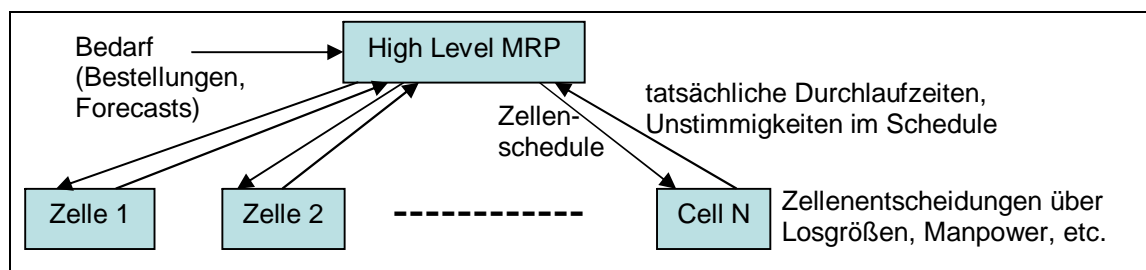 Bedarf
(Bestellungen,
Forecasts)
High Level MRP
Zellen-
schedule
tatsächliche Durchlaufzeiten,
Unstimmigkeiten im Schedule
Zelle 1
Zelle 2
Cell N
Zellenentscheidungen über
Losgrößen, Manpower, etc.